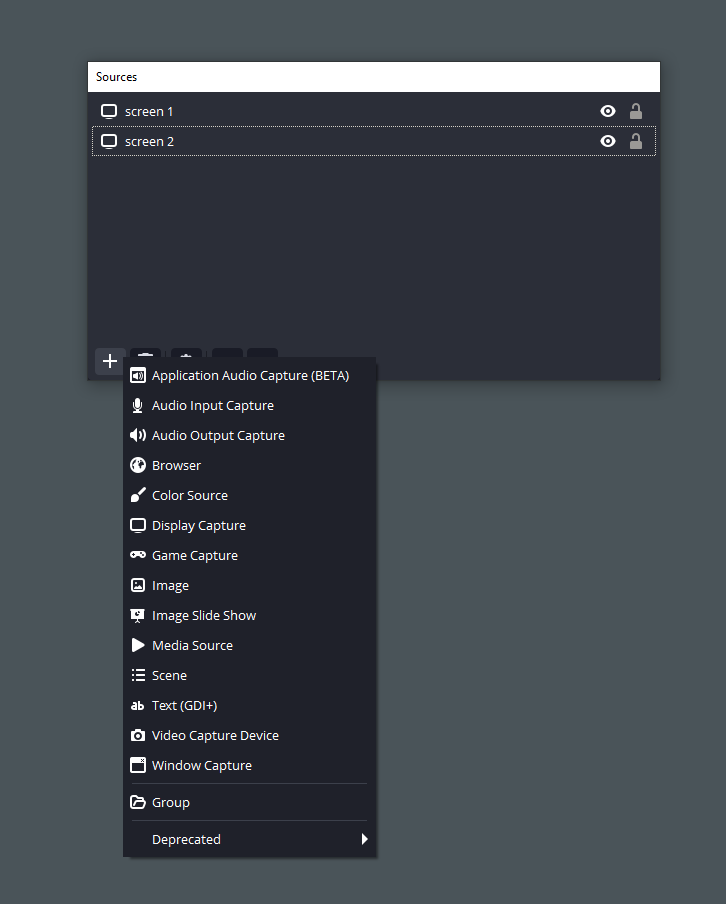 Sources
screen 1
screen 2
Application Audio Capture (BETA)
Audio Input Capture
Audio Output Capture
Browser
Color Source
Display Capture
Game Capture
Image
Image Slide Show
Media Source
Scene
ab Text (GDI+)
Video Capture Device
Window Capture
Group
Deprecated